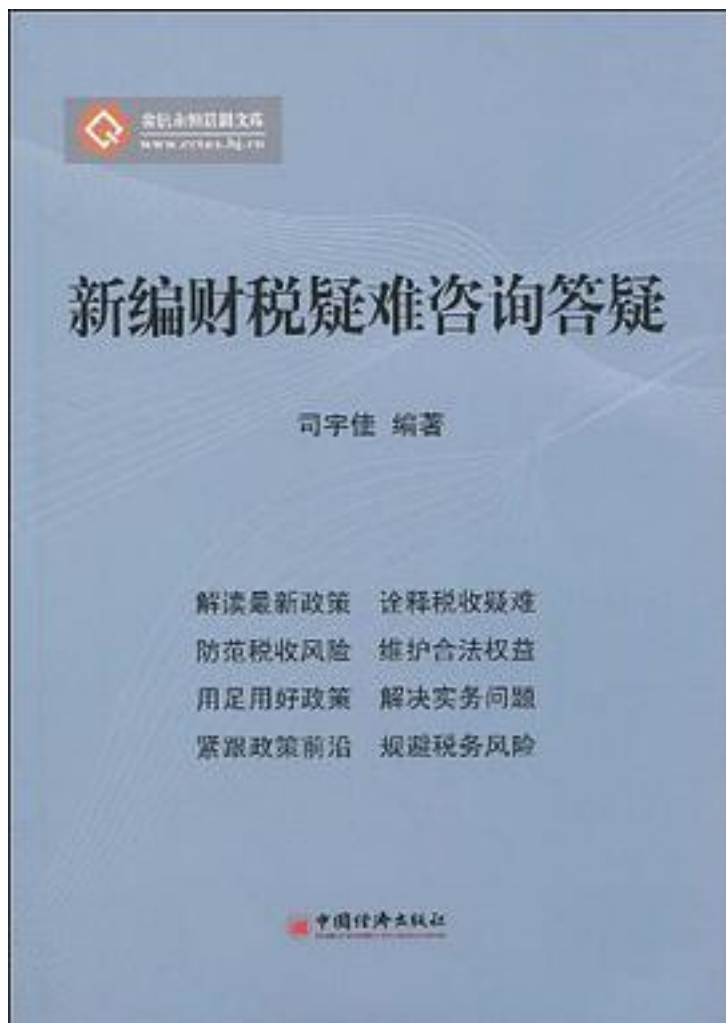 新编财税疑难咨询答疑
司宇佳 编著
解读最新政策 诠释税收疑难
防范税收风险 维护合法权益
用足用好政策 解决实务问题
紧跟政策前沿 规避税务风险
中国经济出版社